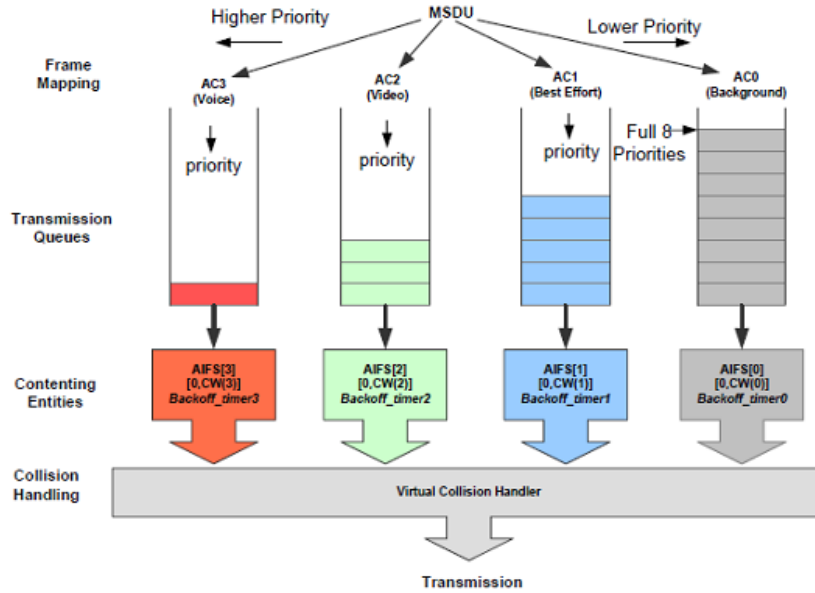 MSDU
Higher Priority
Lower Priority
Frame
Mapping
AC3
(Voice)
AC2
(Video)
AC1
(Best Effort)
AC0
(Background)
priority
priority
priority
Full 8
Priorities
Transmission
Queues
Contenting
Entities
AIFS[3]
[0,CW(3)]
Backoff_timer3
AIFS[2]
[0,CW(2)]
Backoff_timer2
AIFS[1]
[0,CW(1)]
Backoff_timer1
AIFS[0]
[0,CW(0)]
Backoff_timer0
Collision
Handling
Virtual Collision Handler
Transmission